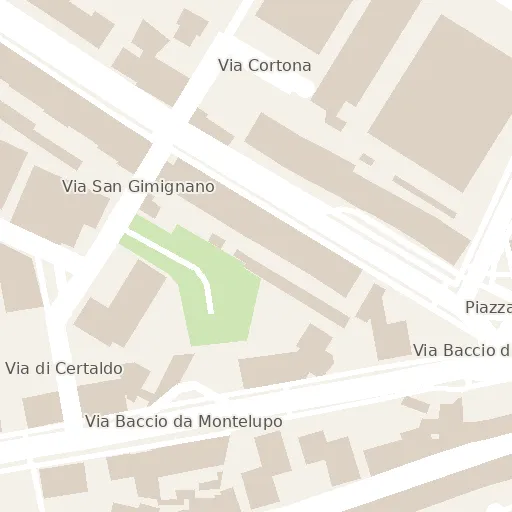 Via Cortona
Via San Gimignano
Piazza
Via Baccio d
Via di Certaldo
Via Baccio da Montelupo